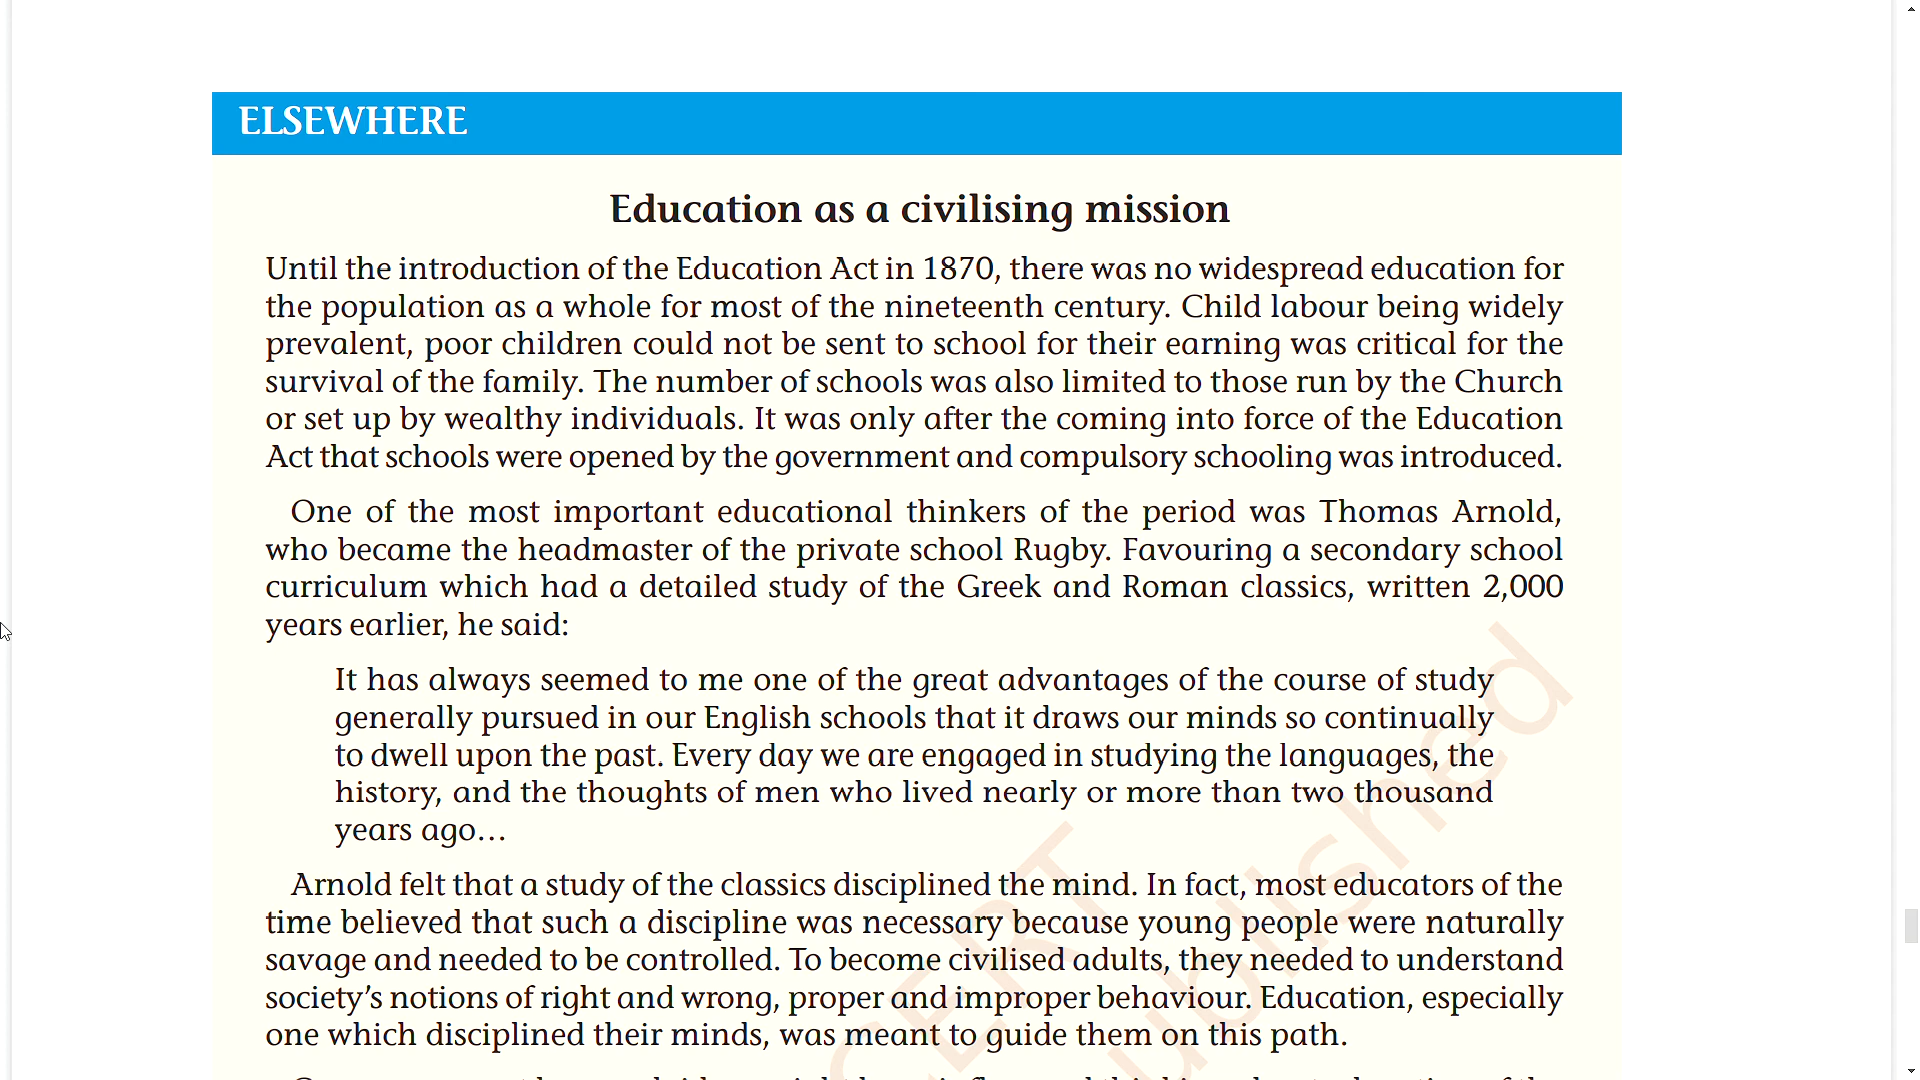 ELSEWHERE
Education as a civilising mission
Until the introduction of the Education Act in 1870, there was no widespread education for
the population as a whole for most of the nineteenth century. Child labour being widely
prevalent, poor children could not be sent to school for their earning was critical for the
survival of the family. The number of schools was also limited to those run by the Church
or set up by wealthy individuals. It was only after the coming into force of the Education
Act that schools were opened by the government and compulsory schooling was introduced.
One of the most important educational thinkers of the period was Thomas Arnold,
who became the headmaster of the private school Rugby. Favouring a secondary school
curriculum which had a detailed study of the Greek and Roman classics, written 2,000
years earlier, he said:
It has always seemed to me one of the great advantages of the course of study
generally pursued in our English schools that it draws our minds so continually
to dwell upon the past. Every day we are engaged in studying the languages, the
history, and the thoughts of men who lived nearly or more than two thousand
years ago…
Arnold felt that a study of the classics disciplined the mind. In fact, most educators of the
time believed that such a discipline was necessary because young people were naturally
savage and needed to be controlled. To become civilised adults, they needed to understand
society's notions of right and wrong, proper and improper behaviour. Education, especially
one which disciplined their minds, was meant to guide them on this path.